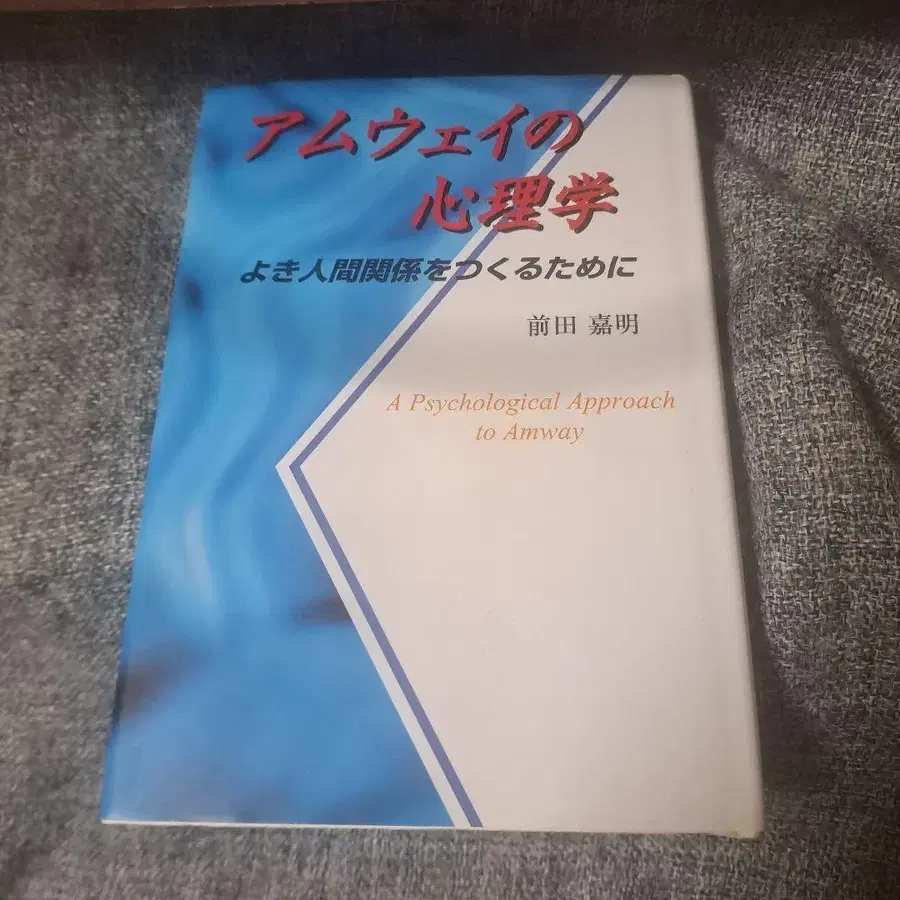 アムウェイの
心理学
よき人間関係をつくるために
前田 嘉明
A Psychological Approach
to Amway